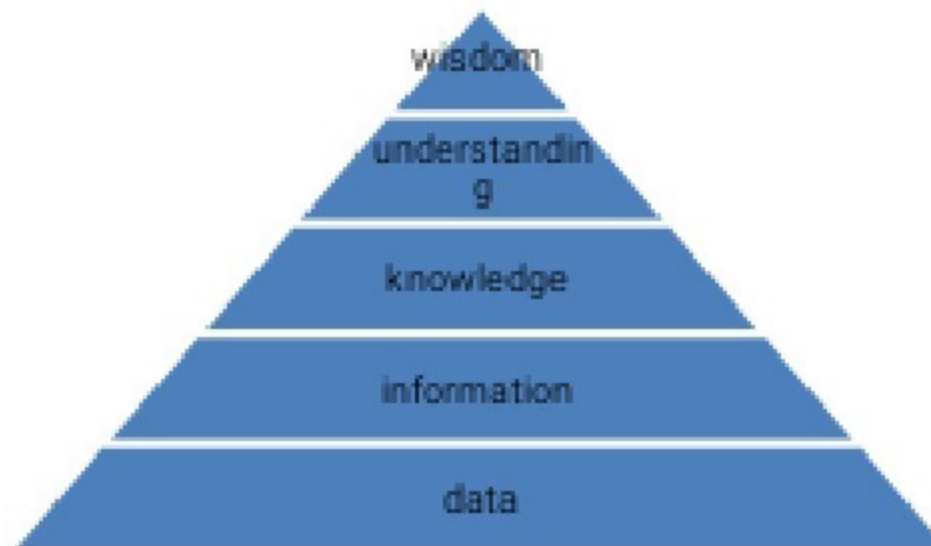 wisdom
understandin
g
knowledge
information
data